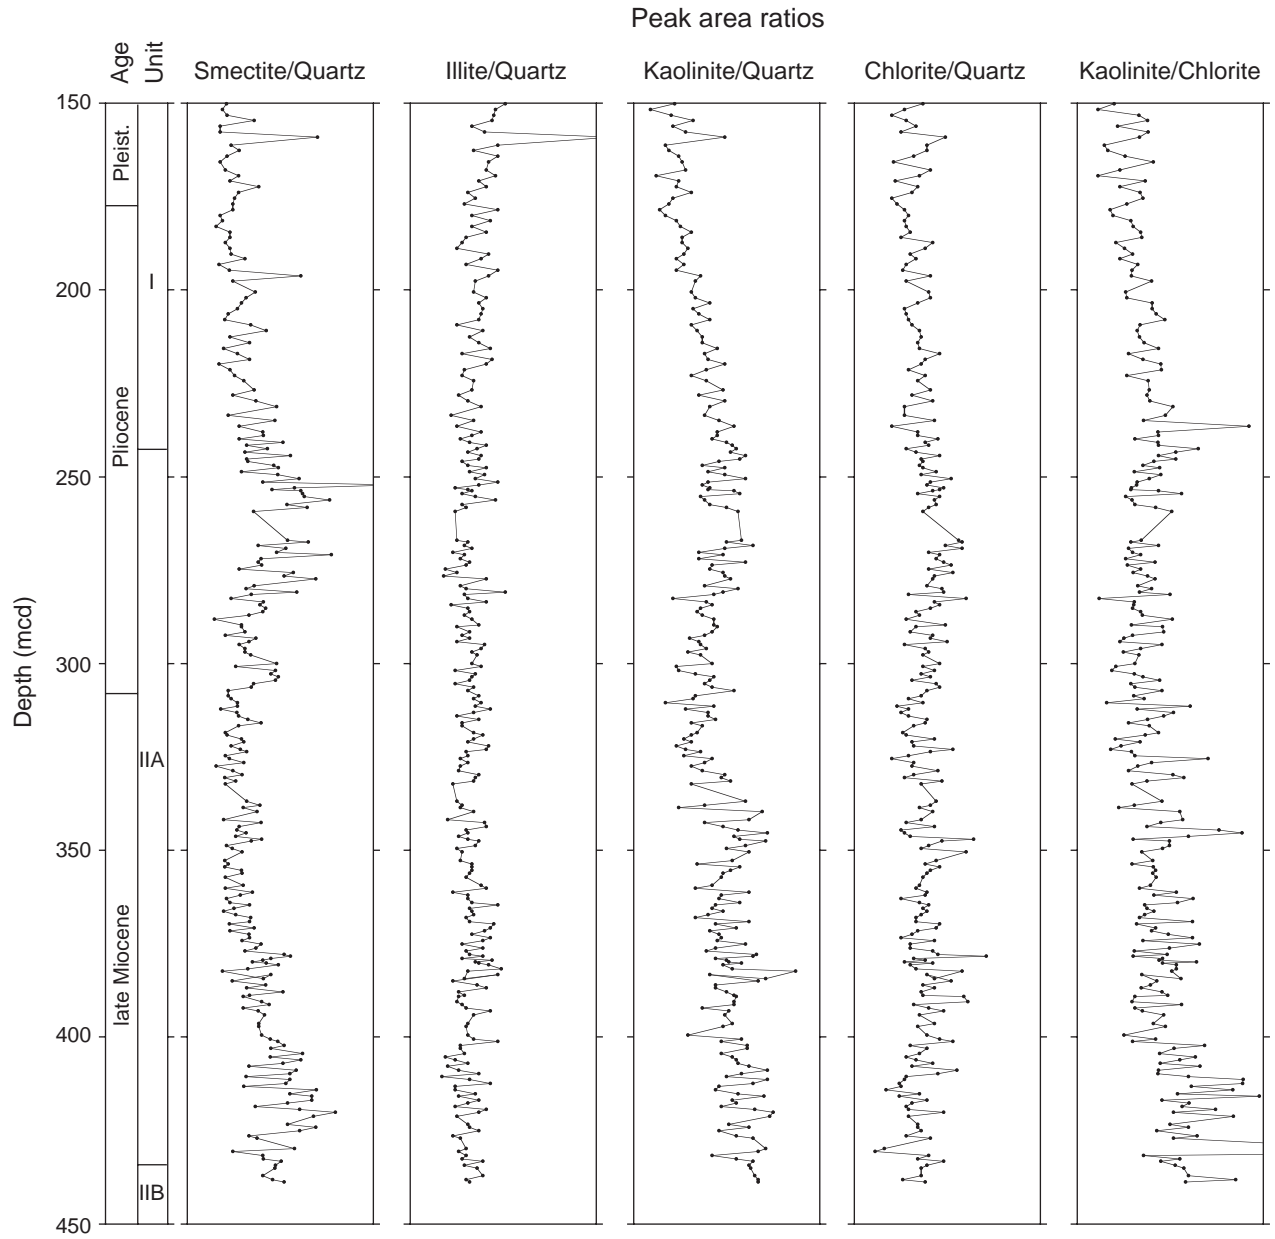 Peak area ratios
Age
Unit
Smectite/Quartz
Illite/Quartz
Kaolinite/Quartz
Chlorite/Quartz
Kaolinite/Chlorite
Depth (mcd)
150
200
250
300
350
400
450
Pleist.
Pliocene
late Miocene
I
IIA
IIB